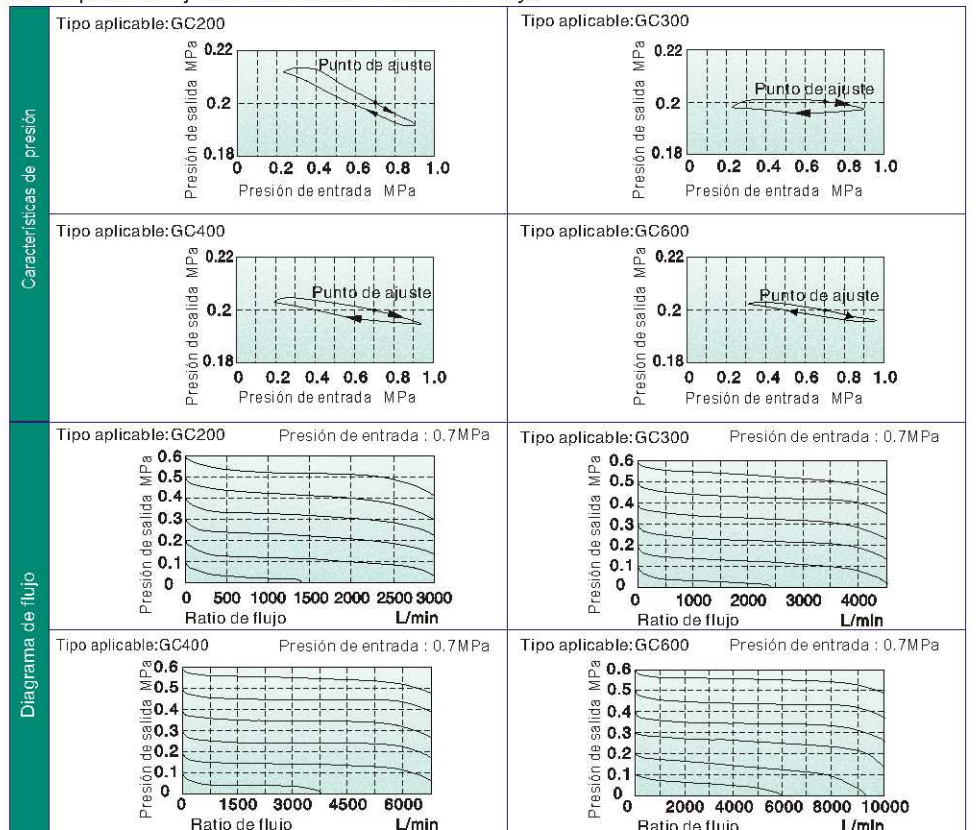 Tipo aplicable:GC200
0.22
0.2
0.18
Presión de salida MPa
Punto de ajuste
0 0.2 0.4 0.6 0.8 1.0
Presión de entrada MPa
Tipo aplicable:GC300
0.22
0.2
0.18
Presión de salida MPa
Punto de ajuste
0 0.2 0.4 0.6 0.8 1.0
Presión de entrada MPa
Características de presión
Tipo aplicable:GC400
0.22
0.2
0.18
Presión de salida MPa
Punto de ajuste
0 0.2 0.4 0.6 0.8 1.0
Presión de entrada MPa
Tipo aplicable:GC600
0.22
0.2
0.18
Presión de salida MPa
Punto de ajuste
0 0.2 0.4 0.6 0.8 1.0
Presión de entrada MPa
Diagrama de flujo
Tipo aplicable:GC200 Presión de entrada : 0.7MPa
0.6
0.5
0.4
0.3
0.2
0.1
0
Presión de salida MPa
0 500 1000 1500 2000 2500 3000
Ratio de flujo L/min
Tipo aplicable:GC300 Presión de entrada : 0.7MPa
0.6
0.5
0.4
0.3
0.2
0.1
0
Presión de salida MPa
0 1000 2000 3000 4000
Ratio de flujo L/min
Tipo aplicable:GC400 Presión de entrada : 0.7MPa
0.6
0.5
0.4
0.3
0.2
0.1
0
Presión de salida MPa
0 1500 3000 4500 6000
Ratio de flujo L/min
Tipo aplicable:GC600 Presión de entrada : 0.7MPa
0.6
0.5
0.4
0.3
0.2
0.1
0
Presión de salida MPa
0 2000 4000 6000 8000 10000
Ratio de flujo L/min